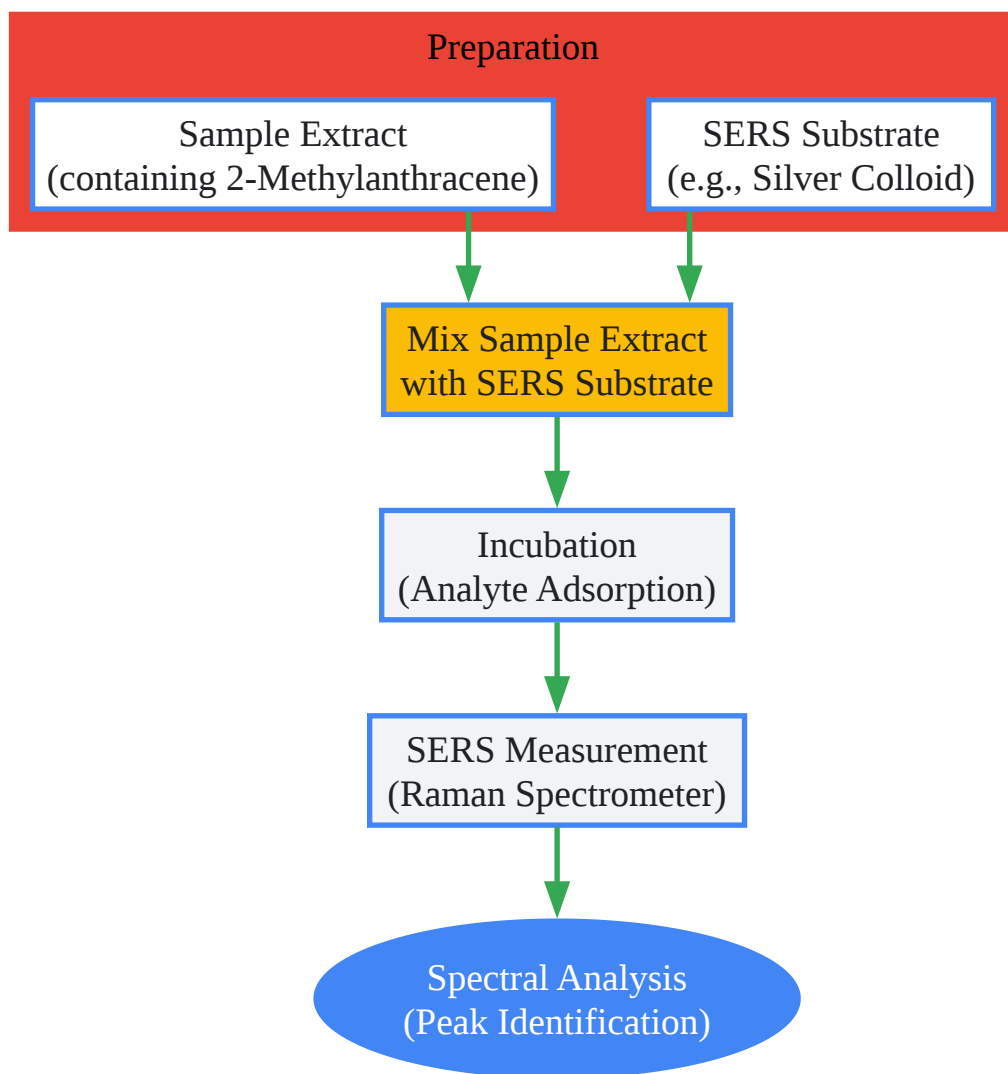 Preparation
Sample Extract
(containing 2-Methylanthracene)
SERS Substrate
(e.g., Silver Colloid)
Mix Sample Extract
with SERS Substrate
Incubation
(Analyte Adsorption)
SERS Measurement
(Raman Spectrometer)
Spectral Analysis
(Peak Identification)